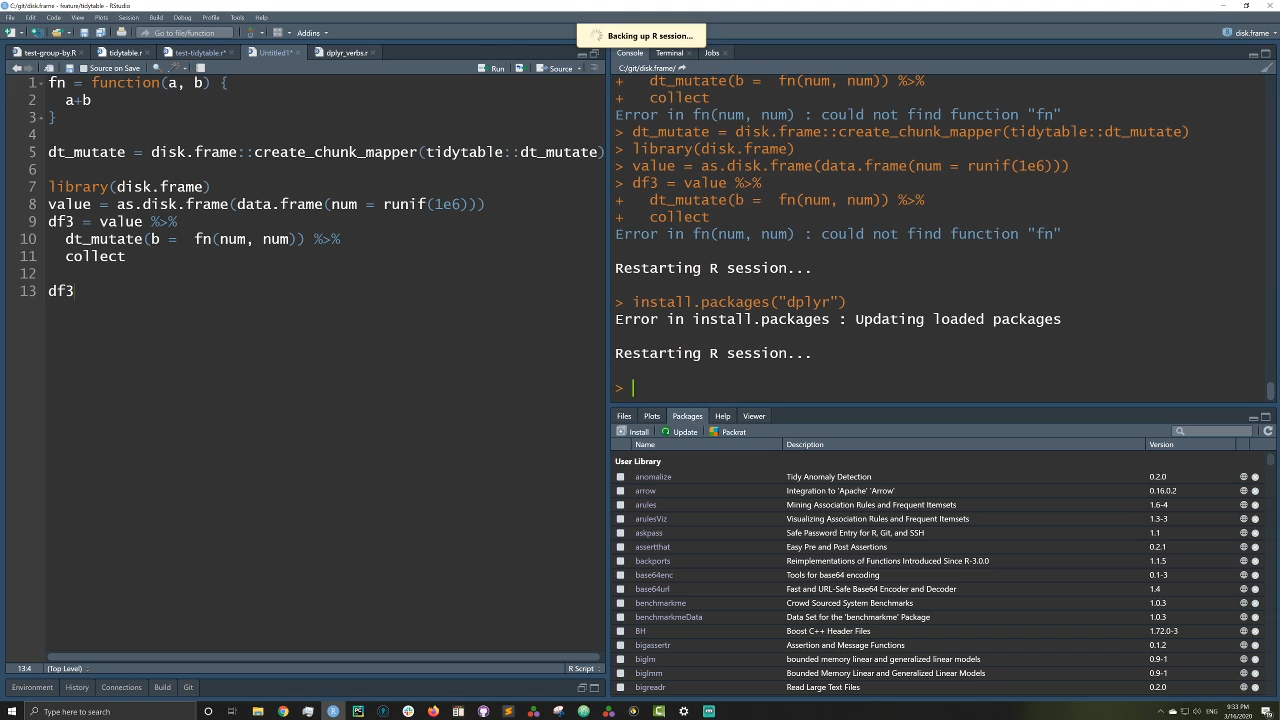 C:/git/disk.frame - feature/tidytable - RStudio
File Edit Code View Plots Session Build Debug Profile Tools Help
Go to file/function Addins disk.frame
Backing up R session...
test-group-by.R tidytable.r test-tidytable.r* Untitled1* dplyr_verbs.r
Source on Save Run Source
1 fn = function(a, b) {
2 a+b
3 }
4
5 dt_mutate = disk.frame::create_chunk_mapper(tidytable::dt_mutate)
6
7 library(disk.frame)
8 value = as.disk.frame(data.frame(num = runif(1e6)))
9 df3 = value %>%
10 dt_mutate(b =  fn(num, num)) %>%
11 collect
12
13 df3
13:4 (Top Level) R Script
Environment History Connections Build Git
Console Terminal Jobs
C:/git/disk.frame/
+ dt_mutate(b =  fn(num, num)) %>%
+ collect
Error in fn(num, num) : could not find function "fn"
> dt_mutate = disk.frame::create_chunk_mapper(tidytable::dt_mutate)
> library(disk.frame)
> value = as.disk.frame(data.frame(num = runif(1e6)))
> df3 = value %>%
+ dt_mutate(b =  fn(num, num)) %>%
+ collect
Error in fn(num, num) : could not find function "fn"
Restarting R session...
> install.packages("dplyr")
Error in install.packages : Updating loaded packages
Restarting R session...
>
Files Plots Packages Help Viewer
Install Update Packrat
Name Description Version
User Library
anomalize Tidy Anomaly Detection 0.2.0
arrow Integration to 'Apache' 'Arrow' 0.16.0.2
arules Mining Association Rules and Frequent Itemsets 1.6-4
arulesViz Visualizing Association Rules and Frequent Itemsets 1.3-3
askpass Safe Password Entry for R, Git, and SSH 1.1
assertthat Easy Pre and Post Assertions 0.2.1
backports Reimplementations of Functions Introduced Since R-3.0.0 1.1.5
base64enc Tools for base64 encoding 0.1-3
base64url Fast and URL-Safe Base64 Encoder and Decoder 1.4
benchmarkme Crowd Sourced System Benchmarks 1.0.3
benchmarkmeData Data Set for the 'benchmarkme' Package 1.0.3
BH Boost C++ Header Files 1.72.0-3
bigassertr Assertion and Message Functions 0.1.2
biglm bounded memory linear and generalized linear models 0.9-1
biglmm Bounded Memory Linear and Generalized Linear Models 0.9-1
bigreadr Read Large Text Files 0.2.0
Type here to search
ENG
9:33 PM
3/16/2020